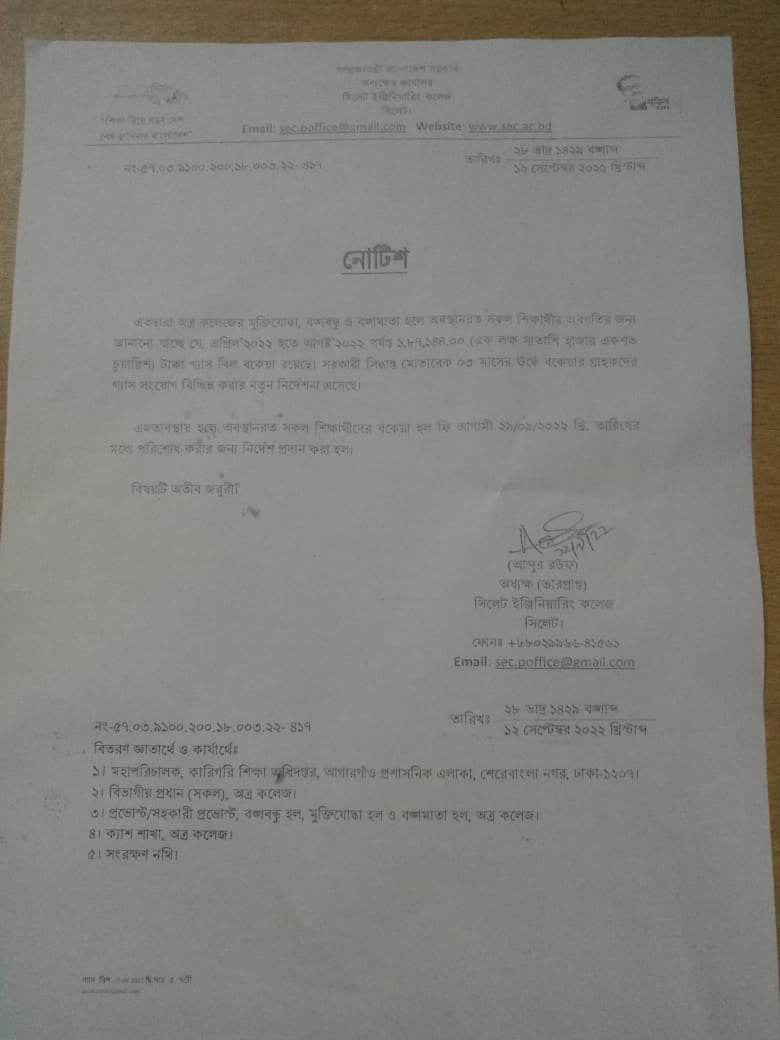 গণপ্রজাতন্ত্রী বাংলাদেশ সরকার
অধ্যক্ষের কার্যালয়
সিলেট ইঞ্জিনিয়ারিং কলেজ
সিলেট।
"শিক্ষা নিয়ে গড়ব দেশ
শেখ হাসিনার বাংলাদেশ"
মুজিব
Email: sec.poffice@gmail.com Website www.sec.ac.bd
নং-৫৭.০৩.৯১০০.২০০.১৮.০০৩.২২- ৪১৭
তারিখঃ ২৮ ভাদ্র ১৪২৯ বঙ্গাব্দ
১২ সেপ্টেম্বর ২০২২ খ্রিস্টাব্দ
নোটিশ
এতদ্বারা অত্র কলেজের মুক্তিযোদ্ধা, বঙ্গবন্ধু ও বঙ্গমাতা হলে অবস্থানরত সকল শিক্ষার্থীর অবগতির জন্য
জানানো যাচ্ছে যে, এপ্রিল'২০২২ হতে আগষ্ট'২০২২ পর্যন্ত ১,৮৭,১৪৪.০০ (এক লক্ষ সাতাশি হাজার একশত
চুয়াল্লিশ) টাকা গ্যাস বিল বকেয়া রয়েছে। সরকারী সিদ্ধান্ত মোতাবেক ০৩ মাসের উর্দ্ধে বকেয়ার গ্রাহকদের
গ্যাস সংযোগ বিচ্ছিন্ন করার নতুন নির্দেশনা এসেছে।
এমতাবস্থায় হলে অবস্থানরত সকল শিক্ষার্থীদের বকেয়া হল ফি আগামী ২১/০৯/২০২২ খ্রি. তারিখের
মধ্যে পরিশোধ করার জন্য নির্দেশ প্রদান করা হল।
বিষয়টি অতীব জরুরী।
(আব্দুর রউফ)
অধ্যক্ষ (ভারপ্রাপ্ত)
সিলেট ইঞ্জিনিয়ারিং কলেজ
সিলেট।
ফোনঃ +৮৮০২৯৯৬৬-৪১৫৬১
Email: sec.poffice@gmail.com
নং-৫৭.০৩.৯১০০.২০০.১৮.০০৩.২২- ৪১৭
তারিখঃ ২৮ ভাদ্র ১৪২৯ বঙ্গাব্দ
১২ সেপ্টেম্বর ২০২২ খ্রিস্টাব্দ
বিতরণ জ্ঞাতার্থে ও কার্যার্থেঃ
১। মহাপরিচালক, কারিগরি শিক্ষা অধিদপ্তর, আগারগাঁও প্রশাসনিক এলাকা, শেরেবাংলা নগর, ঢাকা-১২০৭।
২। বিভাগীয় প্রধান (সকল), অত্র কলেজ।
৩। প্রভোস্ট/সহকারী প্রভোস্ট, বঙ্গবন্ধু হল, মুক্তিযোদ্ধা হল ও বঙ্গমাতা হল, অত্র কলেজ।
৪। ক্যাশ শাখা, অত্র কলেজ।
৫। সংরক্ষণ নথি।